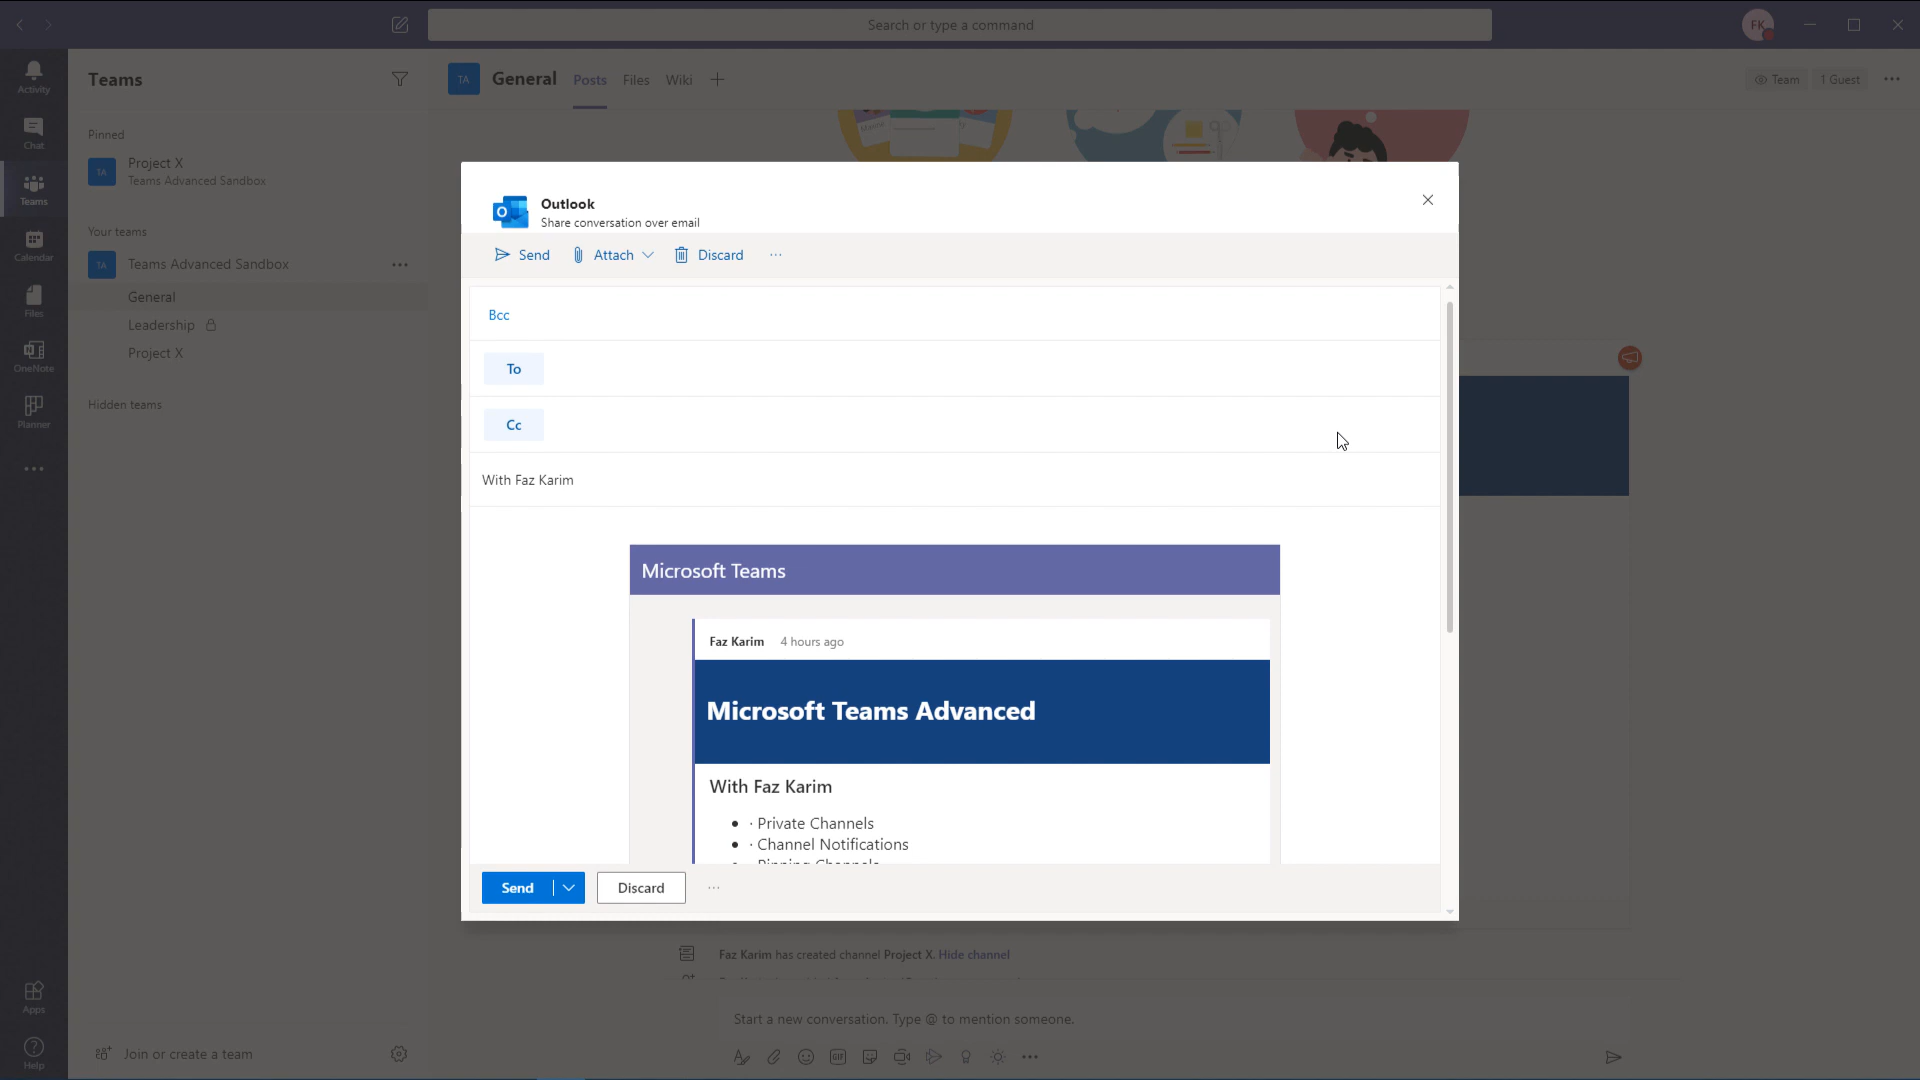 Search or type a command
FK
Activity
Chat
Teams
Calendar
Files
OneNote
Planner
Apps
Help
Teams
Pinned
TA
Project X
Teams Advanced Sandbox
Your teams
TA
Teams Advanced Sandbox
General
Leadership
Project X
Hidden teams
Join or create a team
TA
General
Posts
Files
Wiki
Team
1 Guest
Outlook
Share conversation over email
Send
Attach
Discard
Bcc
To
Cc
With Faz Karim
Microsoft Teams
Faz Karim 4 hours ago
Microsoft Teams Advanced
With Faz Karim
• · Private Channels
• · Channel Notifications
Pinning Channels
Send
Discard
Faz Karim has created channel Project X. Hide channel
Start a new conversation. Type @ to mention someone.
GIF